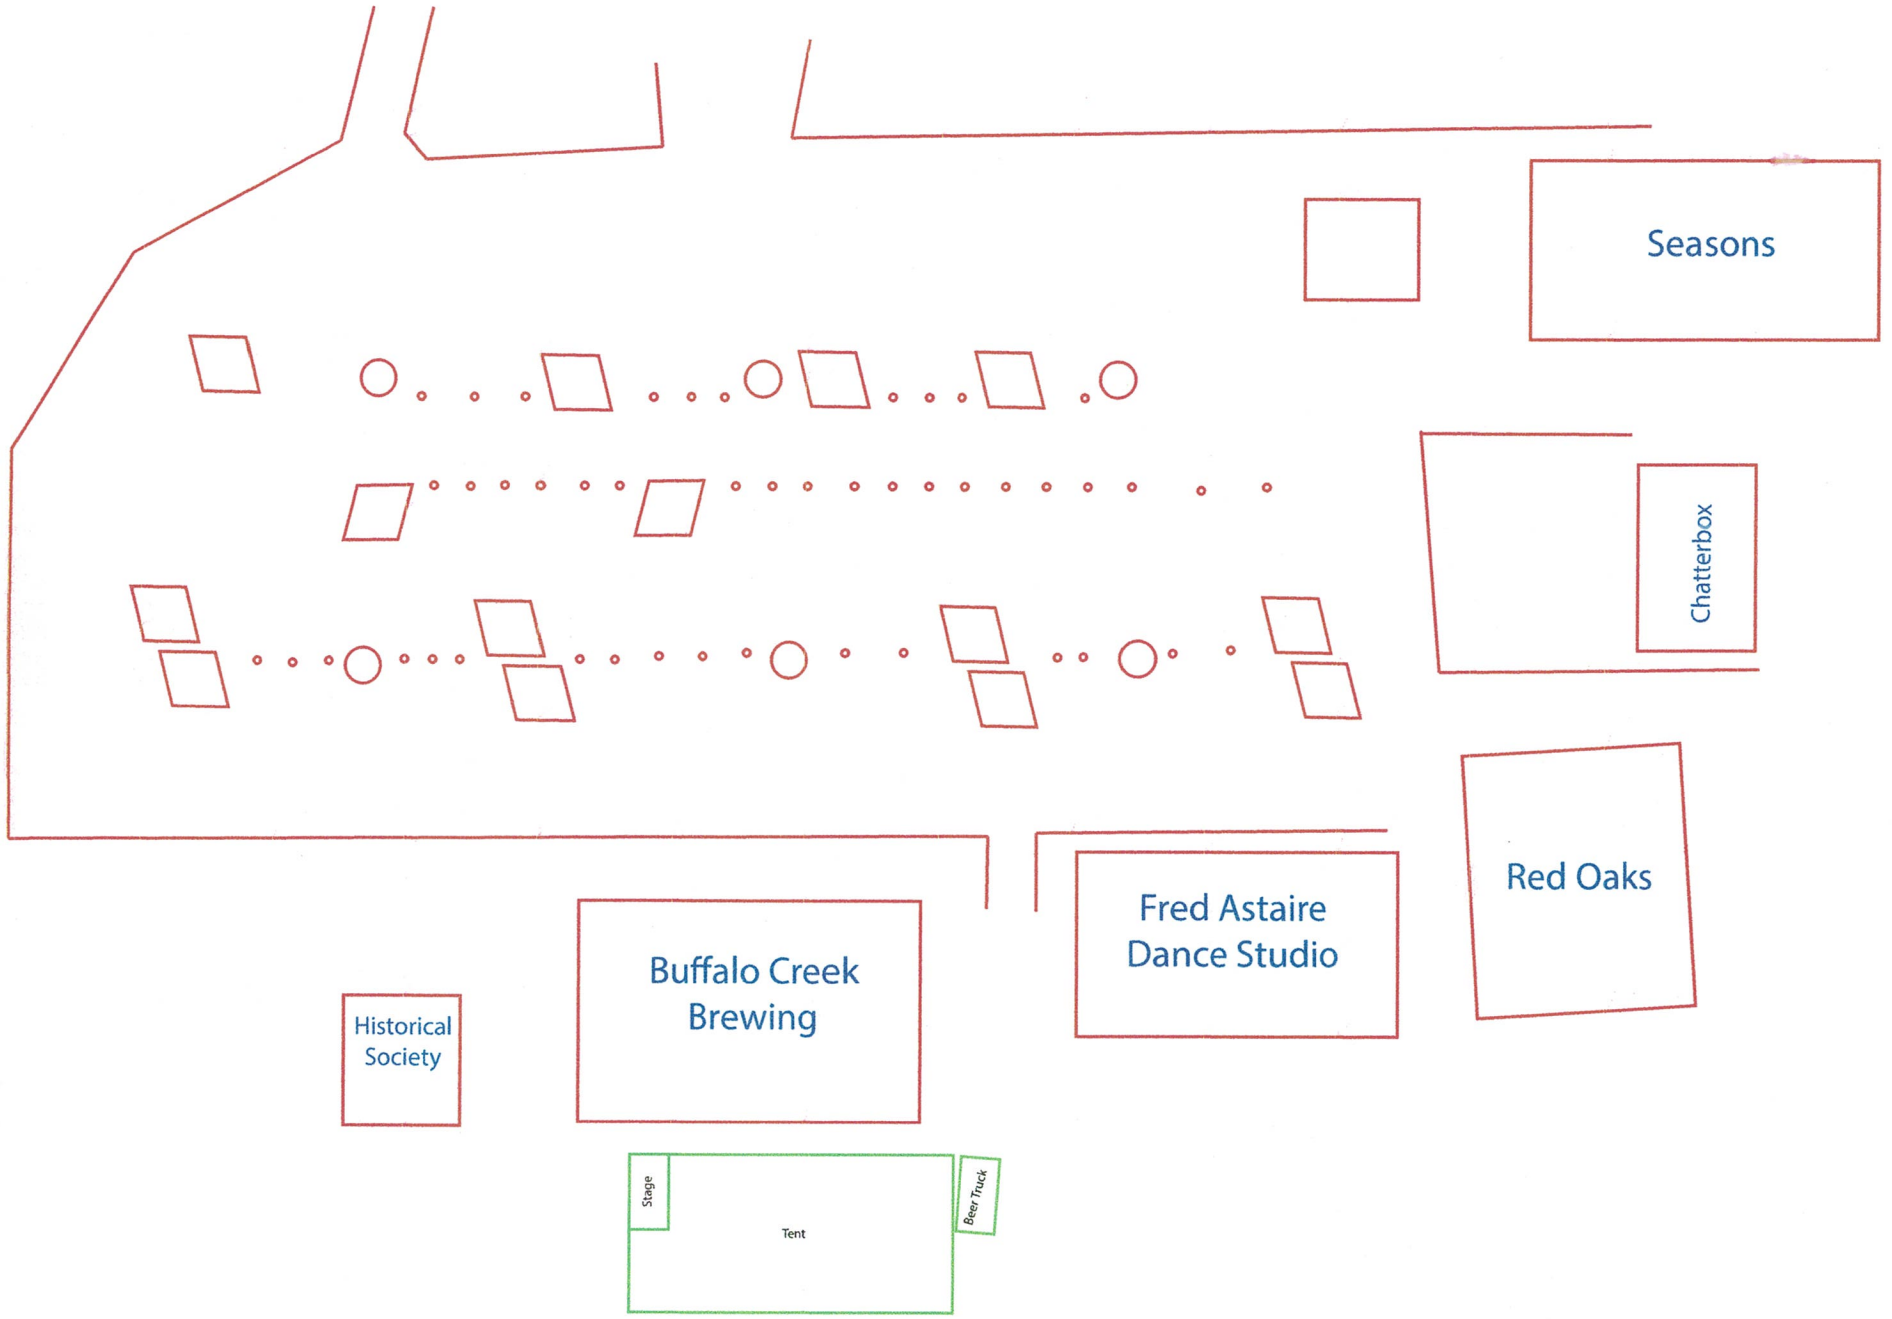 Seasons
Chatterbox
Red Oaks
Fred Astaire
Dance Studio
Buffalo Creek
Brewing
Historical
Society
Stage
Tent
Beer Truck